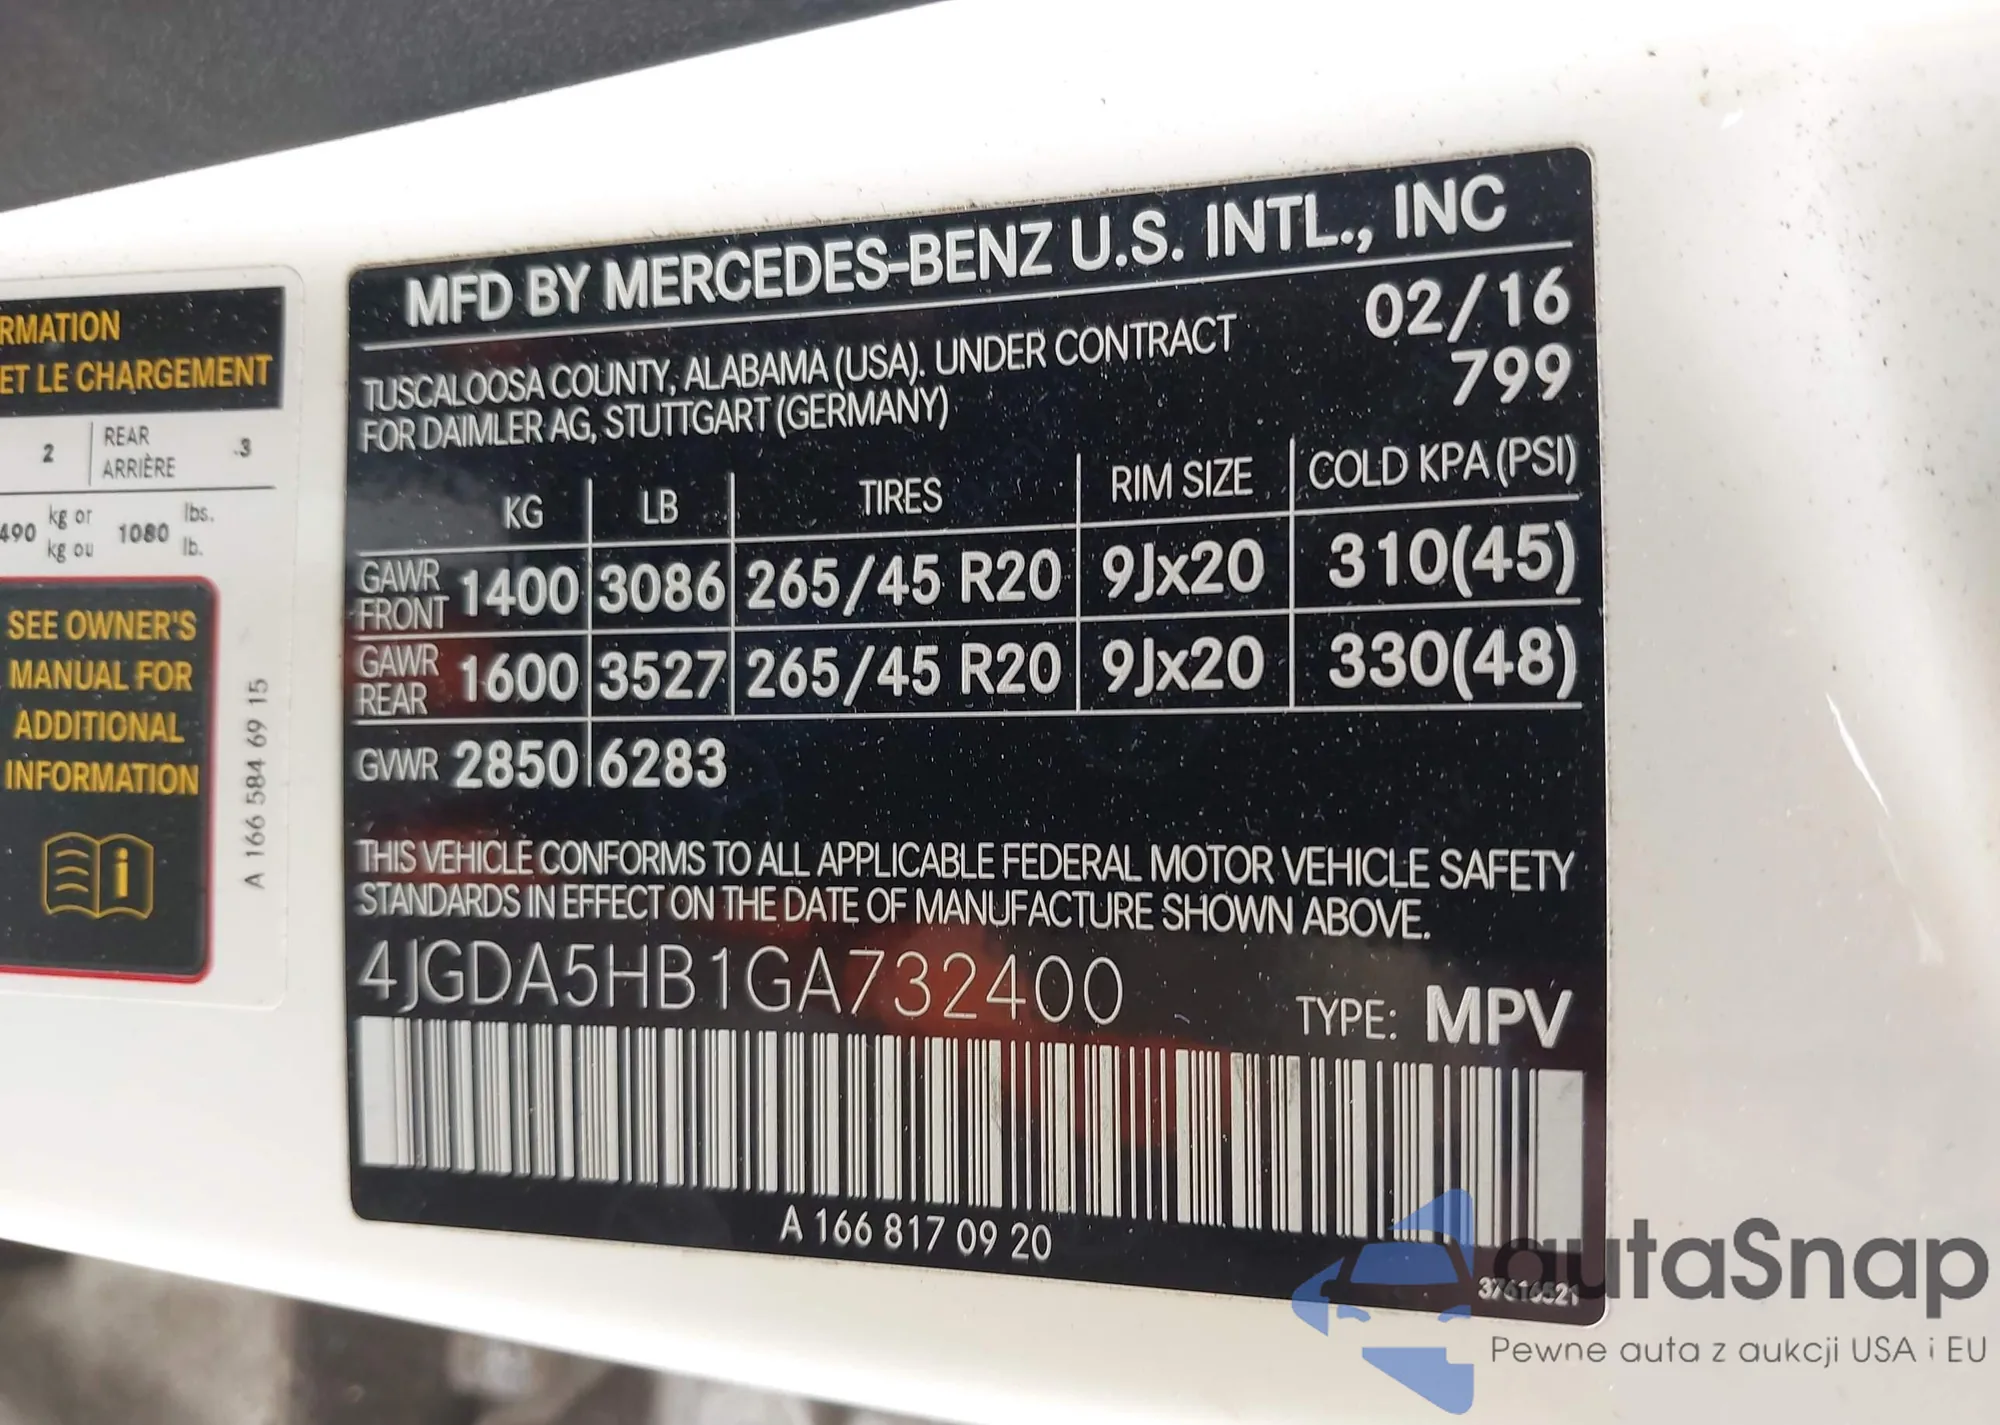 RMATION
ET LE CHARGEMENT
2 REAR ARRIÈRE 3
490 kg or kg ou 1080 lbs. lb.
SEE OWNER'S
MANUAL FOR
ADDITIONAL
INFORMATION
A 166 584 69 15
MFD BY MERCEDES-BENZ U.S. INTL., INC
TUSCALOOSA COUNTY, ALABAMA (USA). UNDER CONTRACT 02/16
FOR DAIMLER AG, STUTTGART (GERMANY) 799
KG LB TIRES RIM SIZE COLD KPA (PSI)
GAWR FRONT 1400 3086 265/45 R20 9Jx20 310(45)
GAWR REAR 1600 3527 265/45 R20 9Jx20 330(48)
GVWR 2850 6283
THIS VEHICLE CONFORMS TO ALL APPLICABLE FEDERAL MOTOR VEHICLE SAFETY
STANDARDS IN EFFECT ON THE DATE OF MANUFACTURE SHOWN ABOVE.
4JGDA5HB1GA732400 TYPE: MPV
A 166 817 09 20
37616521
autaSnap
Pewne auta z aukcji USA i EU